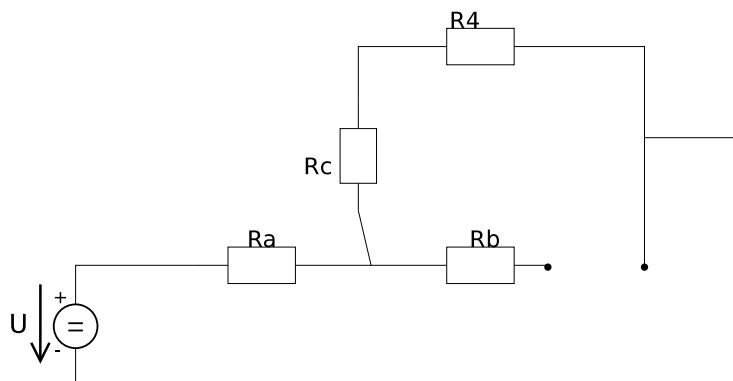 R4
Rc
Ra
Rb
U
+
=
-